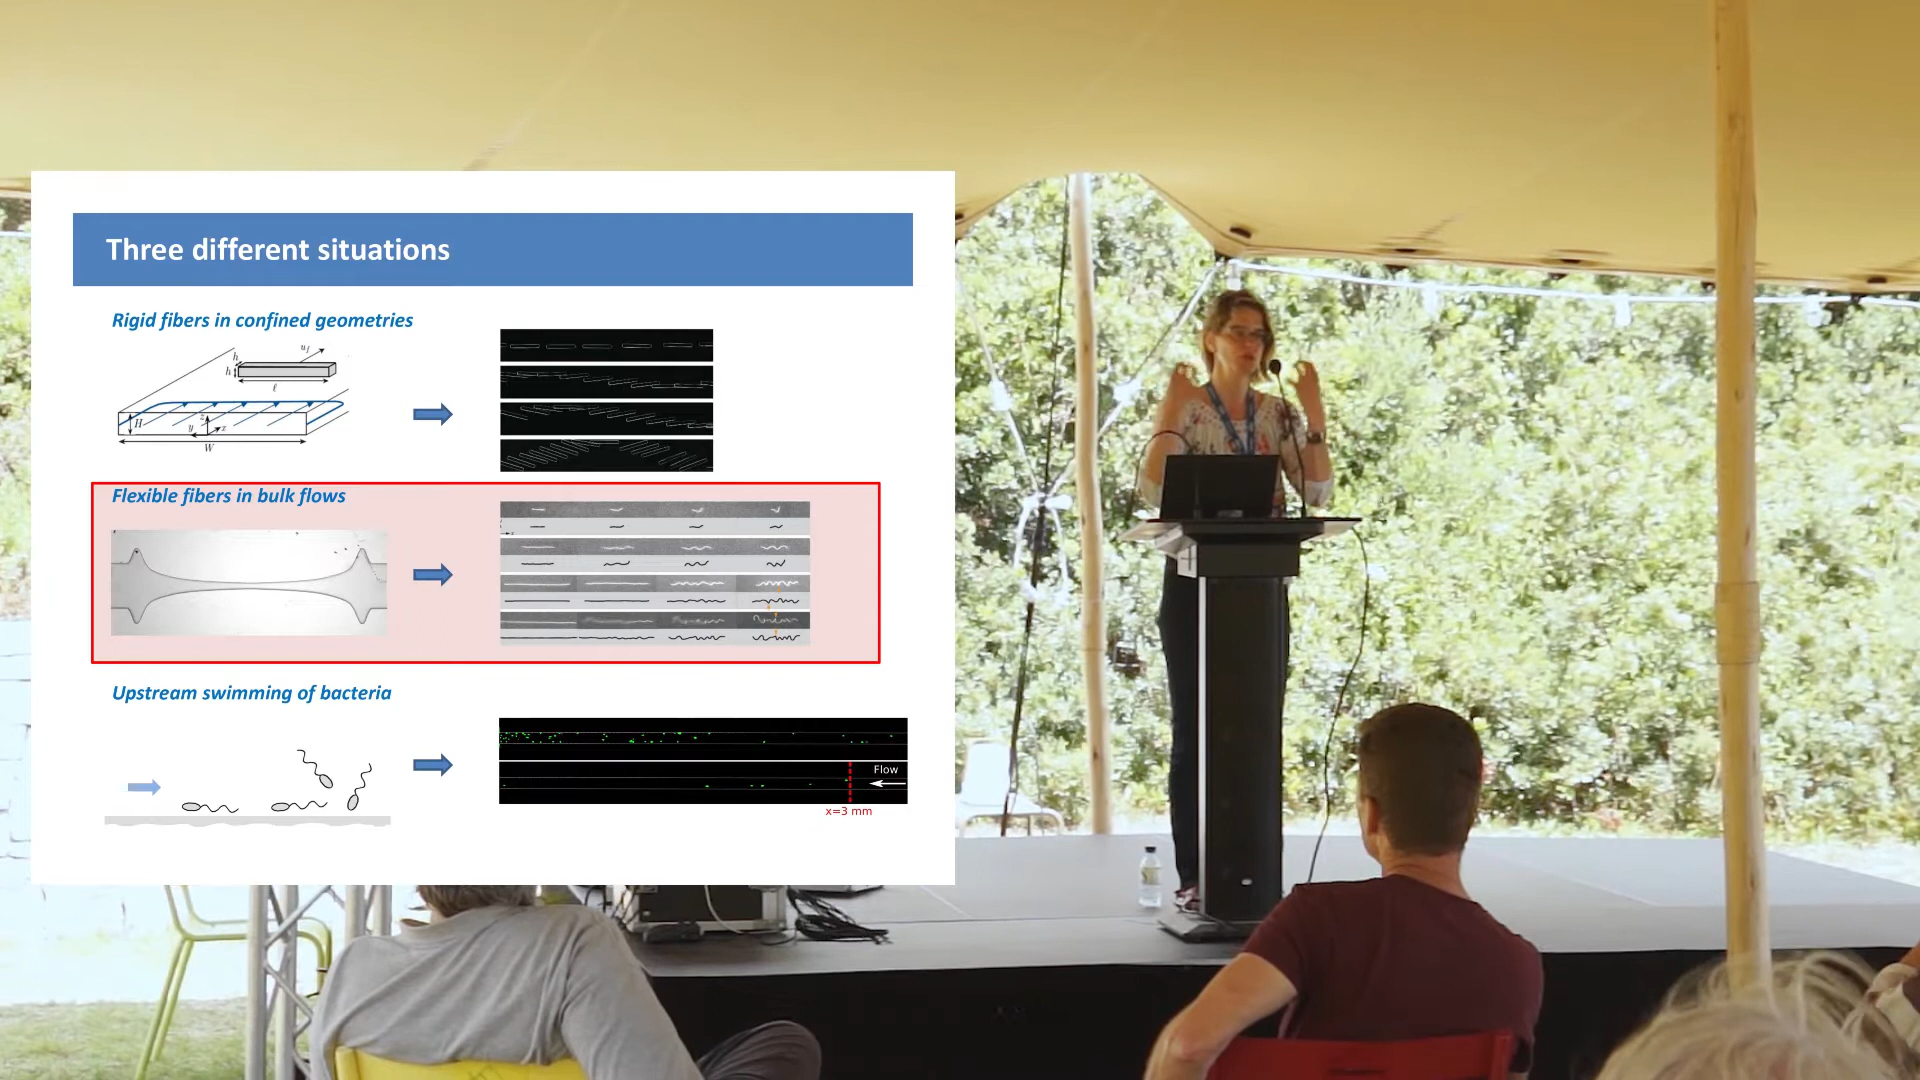 Three different situations
Rigid fibers in confined geometries
h
u_f
h
ℓ
H
z
y
x
W
Flexible fibers in bulk flows
Upstream swimming of bacteria
Flow
x=3 mm